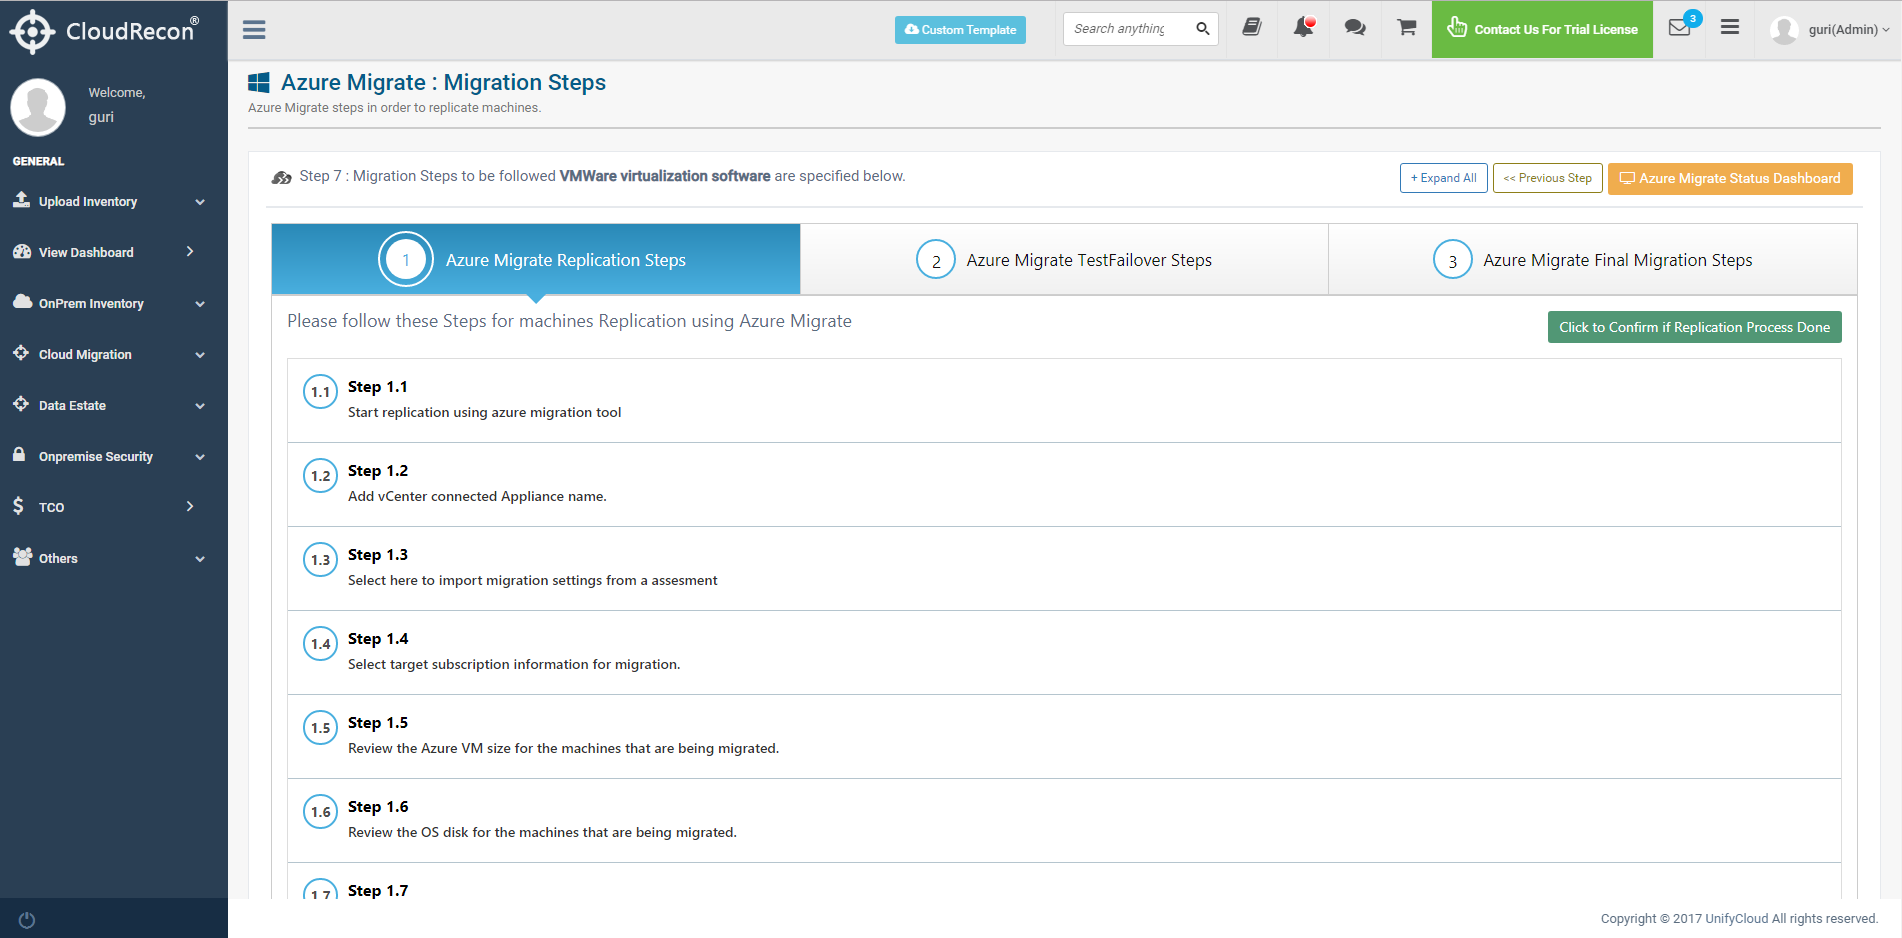 CloudRecon®
Custom Template
Search anything
Contact Us For Trial License
3
guri(Admin)
Welcome,
guri
GENERAL
Upload Inventory
View Dashboard
OnPrem Inventory
Cloud Migration
Data Estate
Onpremise Security
TCO
Others
Azure Migrate : Migration Steps
Azure Migrate steps in order to replicate machines.
Step 7 : Migration Steps to be followed VMWare virtualization software are specified below.
+ Expand All
<< Previous Step
Azure Migrate Status Dashboard
1 Azure Migrate Replication Steps
2 Azure Migrate TestFailover Steps
3 Azure Migrate Final Migration Steps
Please follow these Steps for machines Replication using Azure Migrate
Click to Confirm if Replication Process Done
1.1 Step 1.1
Start replication using azure migration tool
1.2 Step 1.2
Add vCenter connected Appliance name.
1.3 Step 1.3
Select here to import migration settings from a assesment
1.4 Step 1.4
Select target subscription information for migration.
1.5 Step 1.5
Review the Azure VM size for the machines that are being migrated.
1.6 Step 1.6
Review the OS disk for the machines that are being migrated.
1.7 Step 1.7
Copyright © 2017 UnifyCloud All rights reserved.